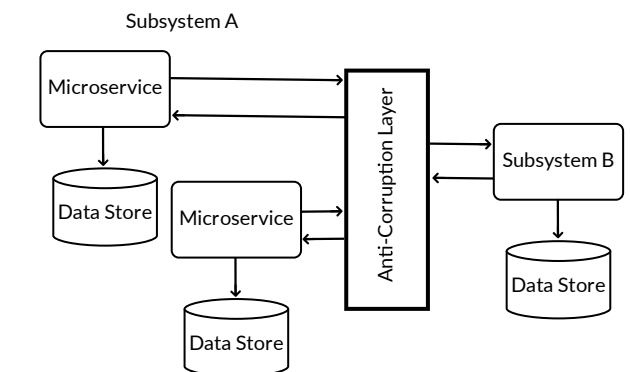 Subsystem A
Microservice
Data Store
Microservice
Data Store
Anti-Corruption Layer
Subsystem B
Data Store